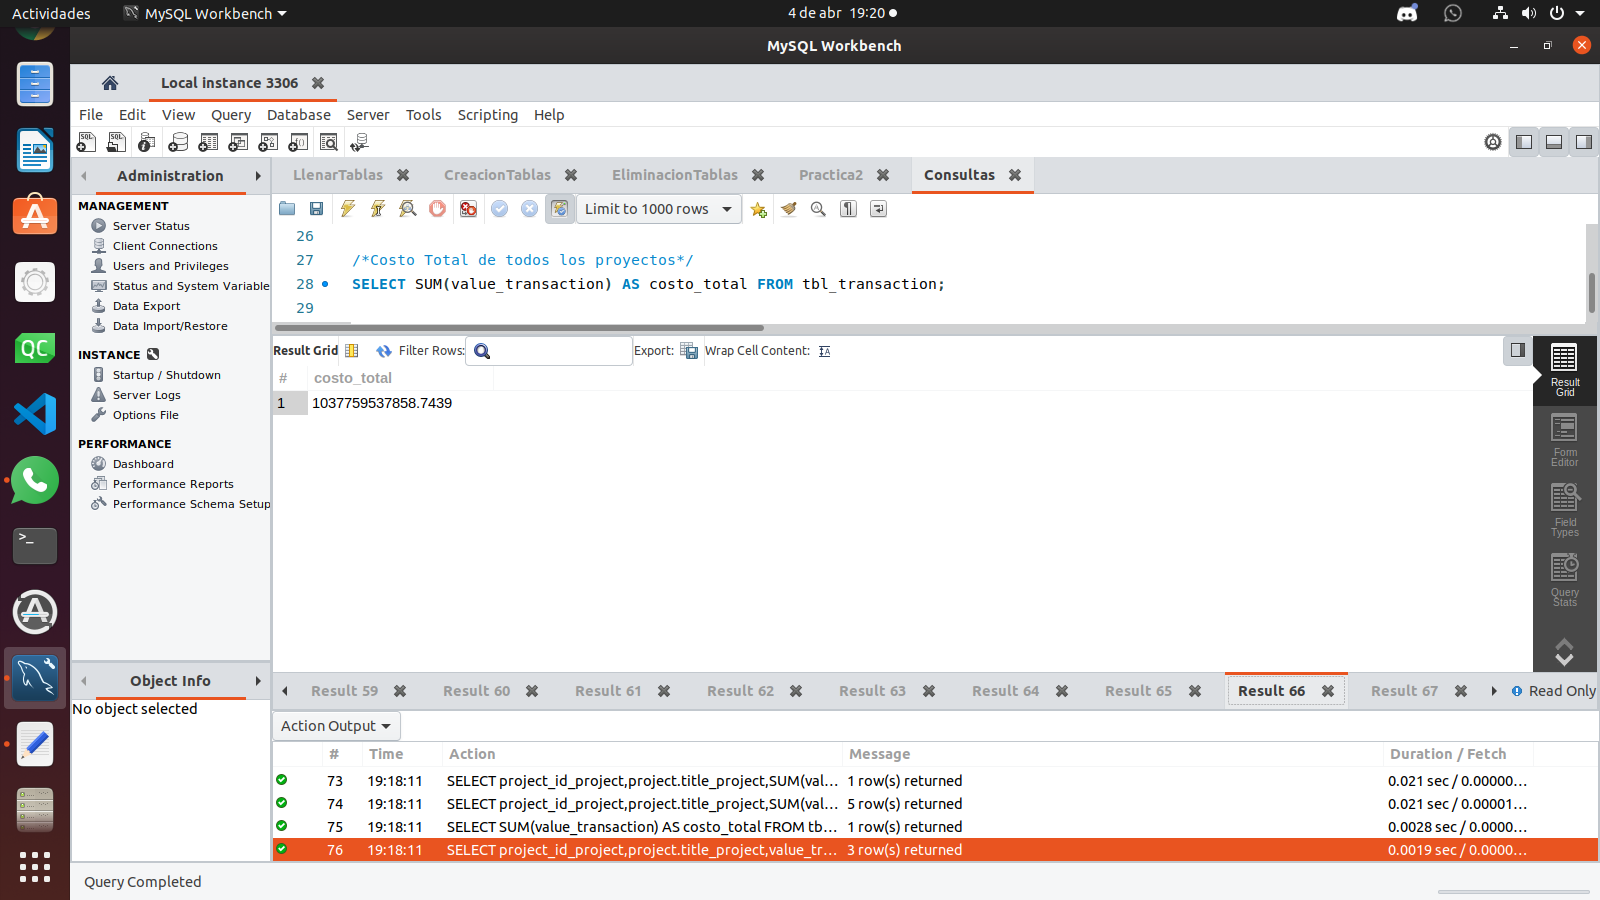 Actividades
MySQL Workbench
4 de abr 19:20
MySQL Workbench
Local instance 3306
File Edit View Query Database Server Tools Scripting Help
Administration
LlenarTablas
CreacionTablas
EliminacionTablas
Practica2
Consultas
MANAGEMENT
Server Status
Client Connections
Users and Privileges
Status and System Variable
Data Export
Data Import/Restore
INSTANCE
Startup / Shutdown
Server Logs
Options File
PERFORMANCE
Dashboard
Performance Reports
Performance Schema Setup
Limit to 1000 rows
26
27 /*Costo Total de todos los proyectos*/
28 SELECT SUM(value_transaction) AS costo_total FROM tbl_transaction;
29
Result Grid
Filter Rows:
Export:
Wrap Cell Content:
# costo_total
1 1037759537858.7439
Result Grid
Form Editor
Field Types
Query Stats
Object Info
No object selected
Result 59
Result 60
Result 61
Result 62
Result 63
Result 64
Result 65
Result 66
Result 67
Read Only
Action Output
# Time Action Message Duration / Fetch
73 19:18:11 SELECT project_id_project,project.title_project,SUM(val... 1 row(s) returned 0.021 sec / 0.00000...
74 19:18:11 SELECT project_id_project,project.title_project,SUM(val... 5 row(s) returned 0.021 sec / 0.00001...
75 19:18:11 SELECT SUM(value_transaction) AS costo_total FROM tb... 1 row(s) returned 0.0028 sec / 0.0000...
76 19:18:11 SELECT project_id_project,project.title_project,value_tr... 3 row(s) returned 0.0019 sec / 0.0000...
Query Completed